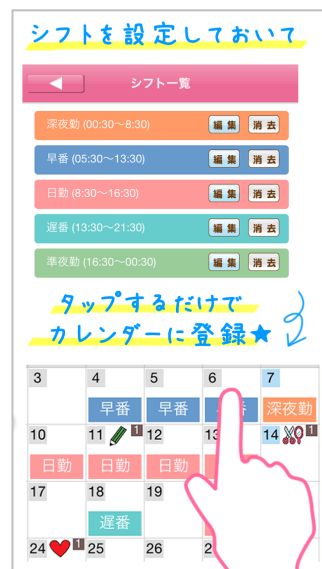 シフトを設定しておいて
シフト一覧
深夜勤 (00:30～8:30) 編集 消去
早番 (05:30～13:30) 編集 消去
日勤 (8:30～16:30) 編集 消去
遅番 (13:30～21:30) 編集 消去
準夜勤 (16:30～00:30) 編集 消去
タップするだけで
カレンダーに登録★
3 4 5 6 7
早番 早番 番 深夜勤
10 11 1 12 13 14 1
日勤 日勤 日勤
17 18 19
遅番
24 1 25 26 2